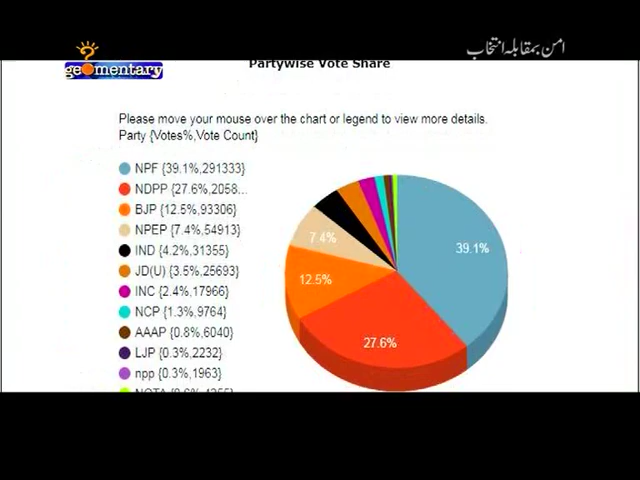 امن بمقابلہ انتخاب
geomentary
Partywise Vote Share
Please move your mouse over the chart or legend to view more details.
Party {Votes%,Vote Count}
NPF {39.1%,291333}
NDPP {27.6%,2058...
BJP {12.5%,93306}
NPEP {7.4%,54913}
IND {4.2%,31355}
JD(U) {3.5%,25693}
INC {2.4%,17966}
NCP {1.3%,9764}
AAAP {0.8%,6040}
LJP {0.3%,2232}
npp {0.3%,1963}
39.1%
27.6%
12.5%
7.4%